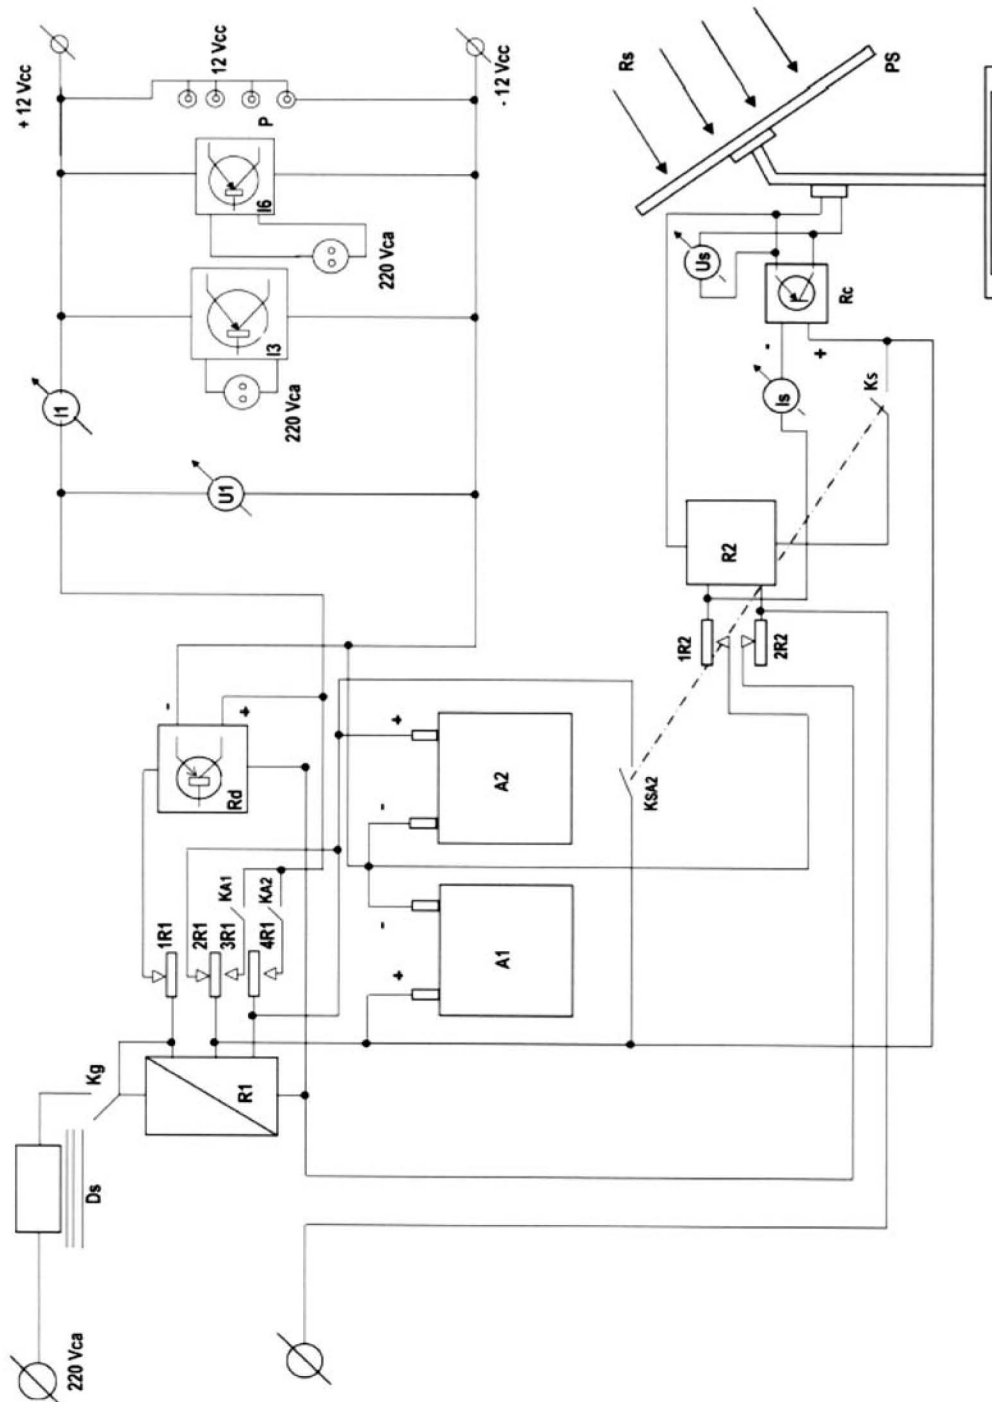 + 12 Vcc
12 Vcc
P
- 12 Vcc
I6
220 Vca
I3
220 Vca
I1
U1
-
+
Rd
1R1
2R1
3R1
4R1
KA1
KA2
Kg
R1
Ds
220 Vca
+
-
A2
-
+
A1
KSA2
Rs
PS
Us
Rc
-
+
Is
Ks
R2
1R2
2R2